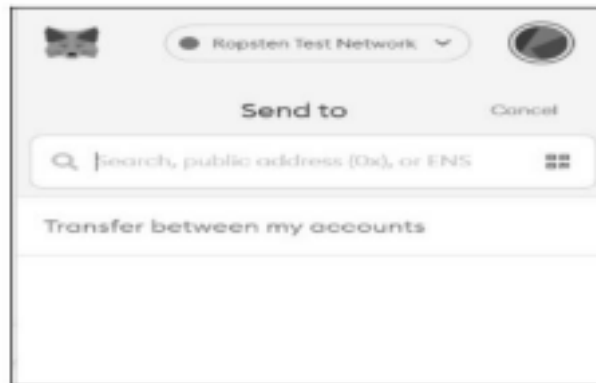 Ropsten Test Network
Send to
Cancel
Search, public address (0x), or ENS
Transfer between my accounts